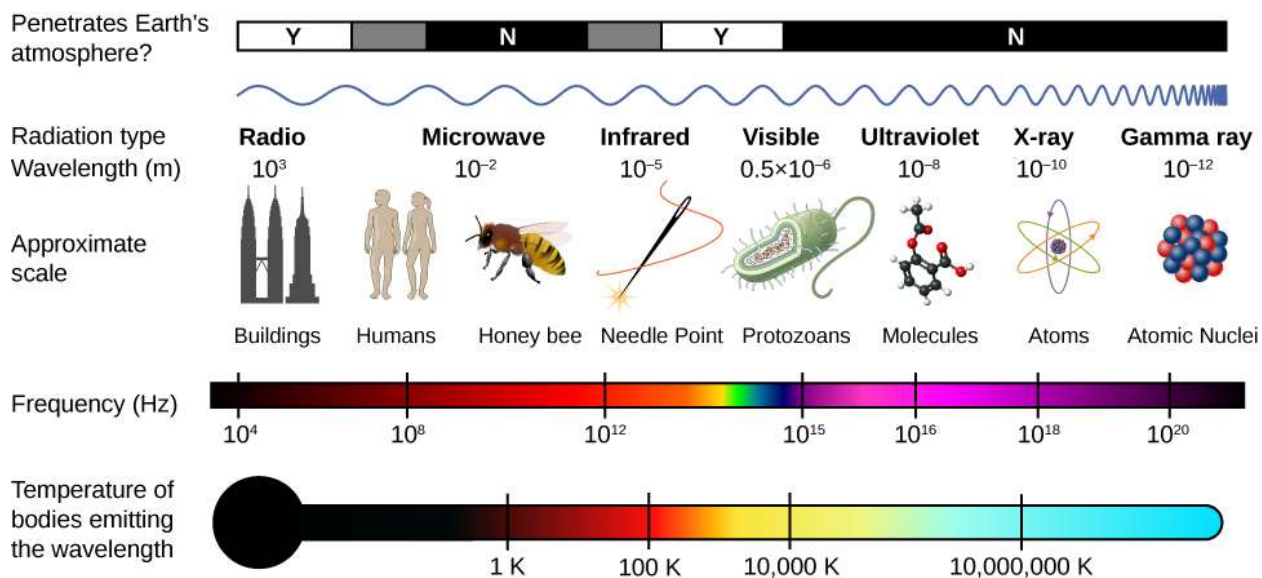 Penetrates Earth's
atmosphere?
Y N Y N
Radiation type
Radio Microwave Infrared Visible Ultraviolet X-ray Gamma ray
Wavelength (m)
10³ 10⁻² 10⁻⁵ 0.5×10⁻⁶ 10⁻⁸ 10⁻¹⁰ 10⁻¹²
Approximate
scale
Buildings Humans Honey bee Needle Point Protozoans Molecules Atoms Atomic Nuclei
Frequency (Hz)
10⁴ 10⁸ 10¹² 10¹⁵ 10¹⁶ 10¹⁸ 10²⁰
Temperature of
bodies emitting
the wavelength
1 K 100 K 10,000 K 10,000,000 K